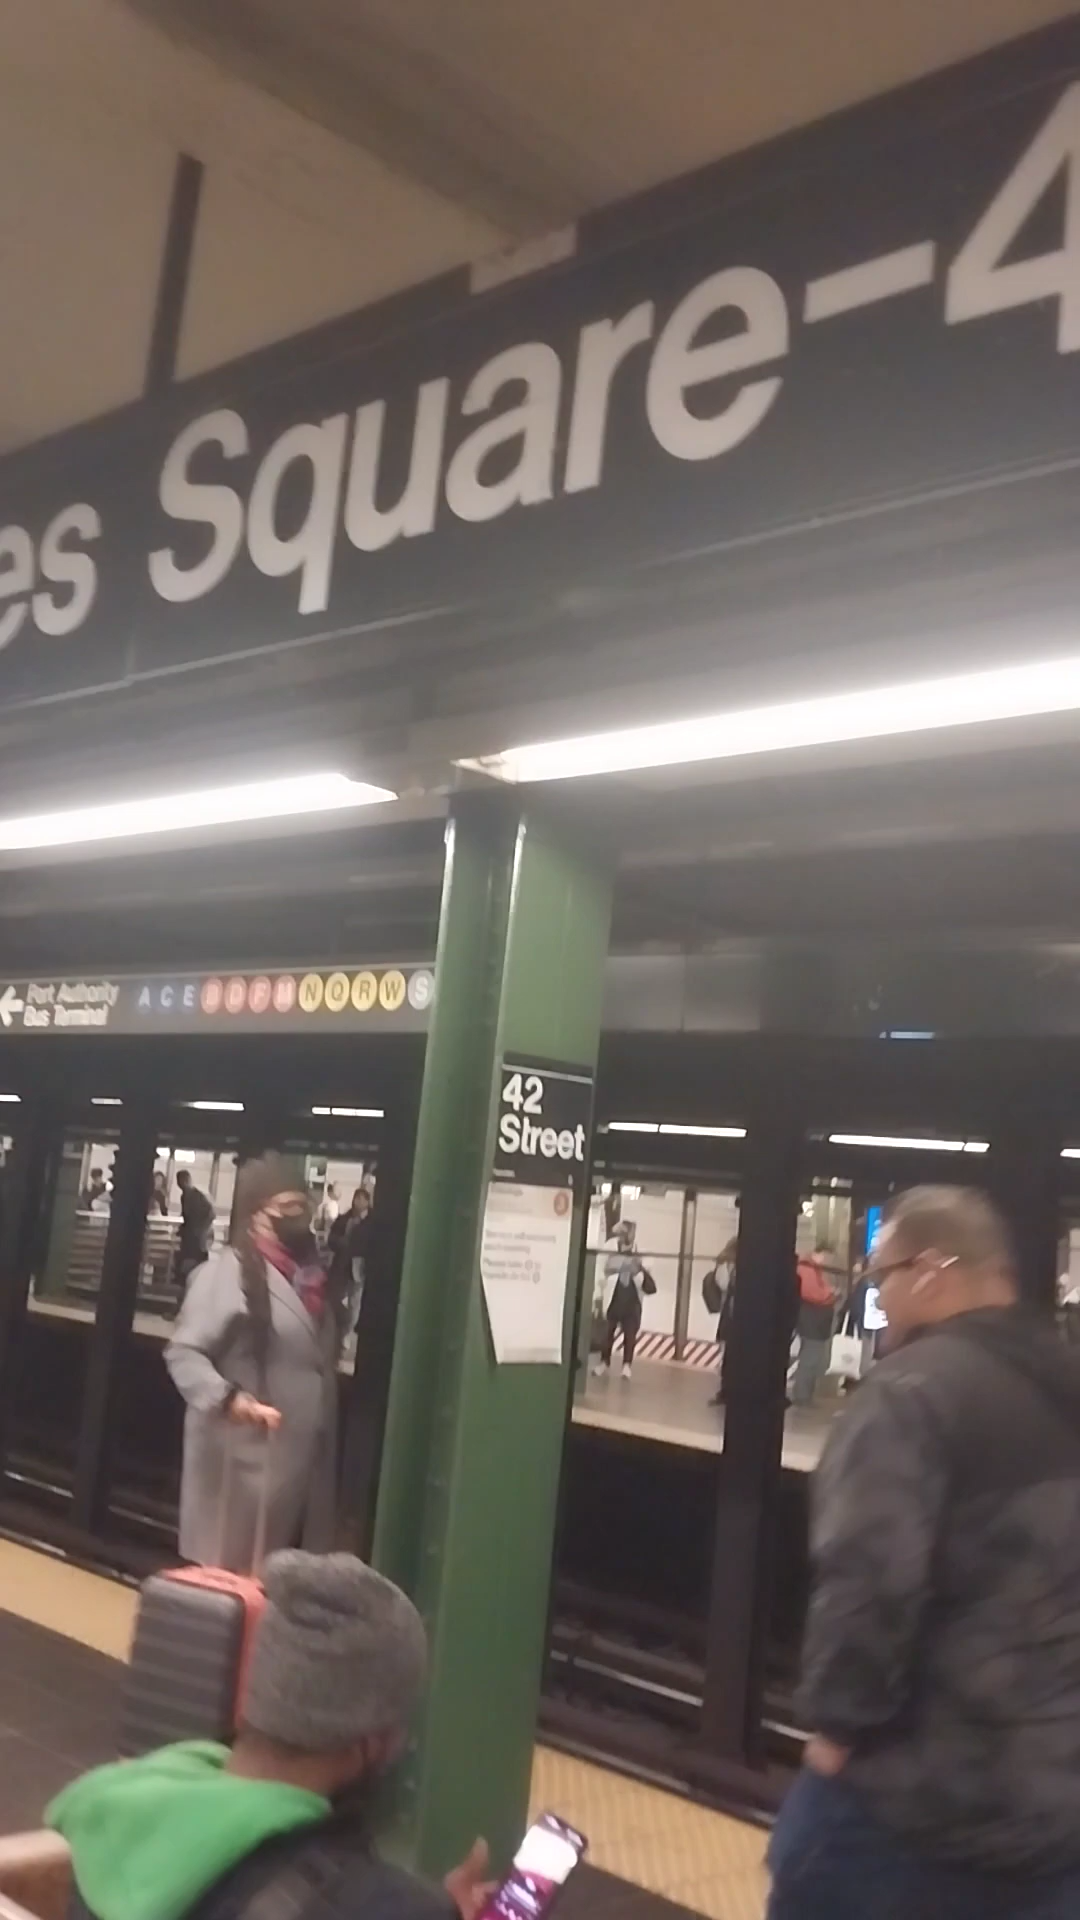 es Square-4
Port Authority
Bus Terminal
A C E B D F M N Q R W S
42
Street